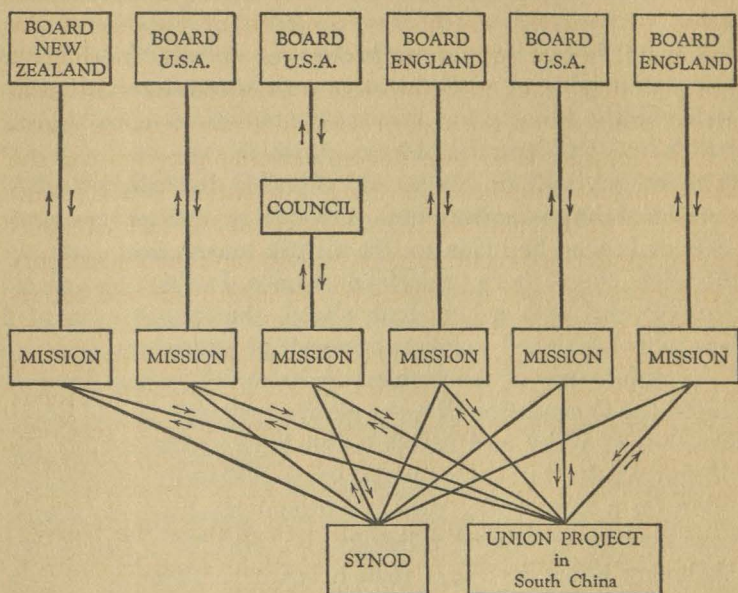 BOARD
NEW
ZEALAND
BOARD
U.S.A.
BOARD
U.S.A.
BOARD
ENGLAND
BOARD
U.S.A.
BOARD
ENGLAND
COUNCIL
MISSION
MISSION
MISSION
MISSION
MISSION
MISSION
SYNOD
UNION PROJECT
in
South China